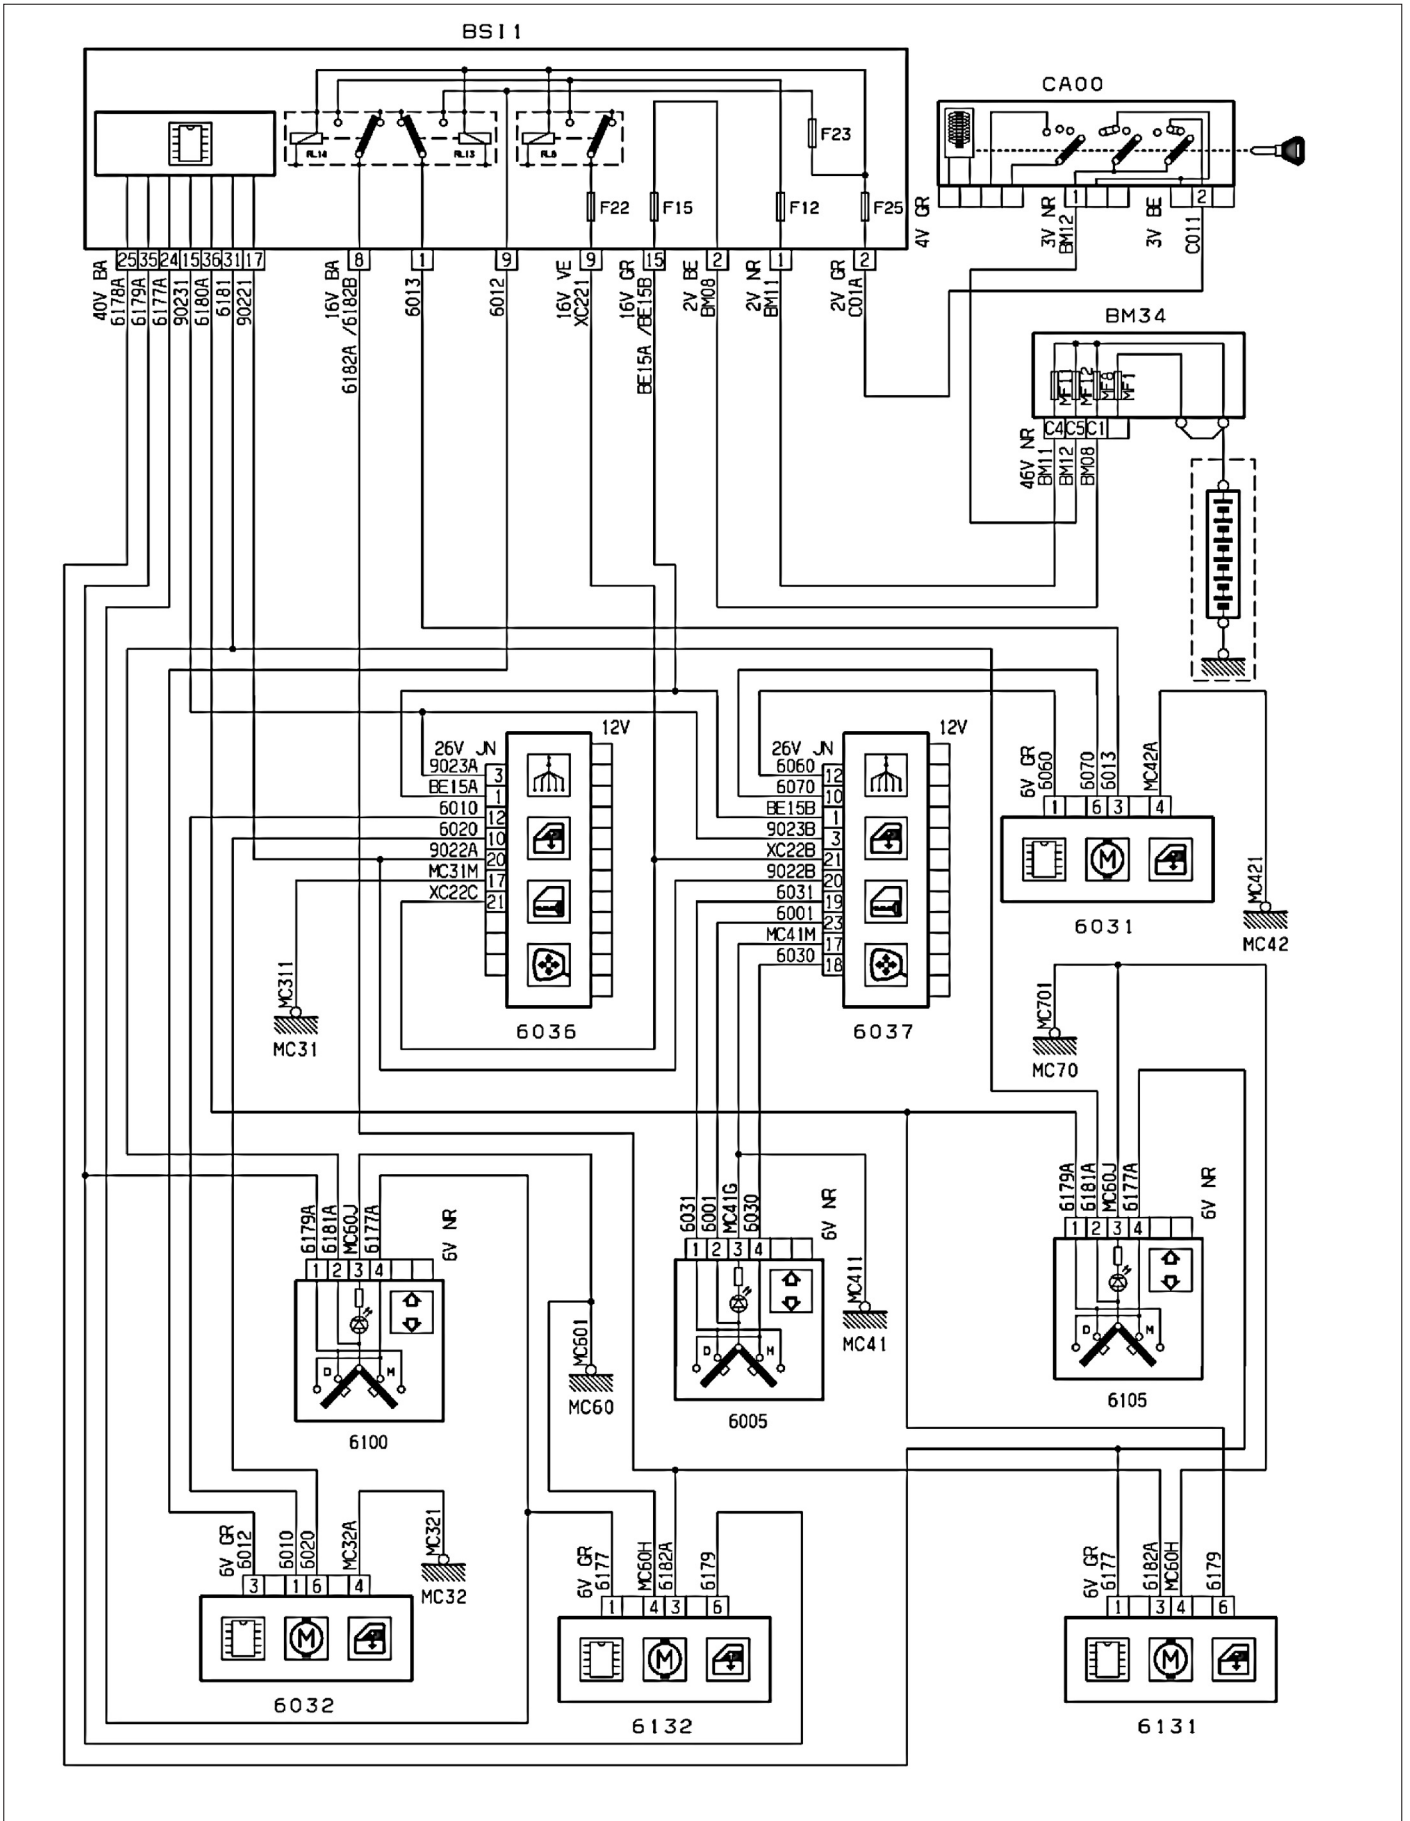 BSI1
CA00
RL14
RL13
RL6
F23
F22
F15
F12
F25
40V BA
25 35 24 15 36 31 17
6178A
6179A
6177A
90231
6180A
6181
90221
16V BA
8
6182A /6182B
1
6013
9
6012
16V VE
9
XC221
16V GR
15
BE15A /BE15B
2V BE
2
BM08
2V NR
1
BM11
2V GR
2
C01A
4V GR
3V NR
1
BM12
3V BE
2
C011
BM34
MF11
MF12
MF8
MF1
46V NR
C4 C5 C1
BM11
BM12
BM08
26V JN
12V
9023A 3
BE15A 1
6010 12
6020 10
9022A 20
MC31M 17
XC22C 21
6036
MC311
MC31
26V JN
12V
6060 12
6070 10
BE15B 1
9023B 3
XC22B 21
9022B 20
6031 19
6001 23
MC41M 17
6030 18
6037
6V GR
6060
6070
6013
MC42A
1 6 3 4
M
6031
MC421
MC42
MC701
MC70
6179A
6181A
MC60J
6177A
6V NR
1 2 3 4
D M
6100
MC601
MC60
6031
6001
MC41G
6030
6V NR
1 2 3 4
D M
6005
MC411
MC41
6179A
6181A
MC60J
6177A
6V NR
1 2 3 4
D M
6105
6V GR
6012
6010
6020
MC32A
3 1 6 4
M
6032
MC321
MC32
6V GR
6177
MC60H
6182A
6179
1 4 3 6
M
6132
6V GR
6177
6182A
MC60H
6179
1 3 4 6
M
6131